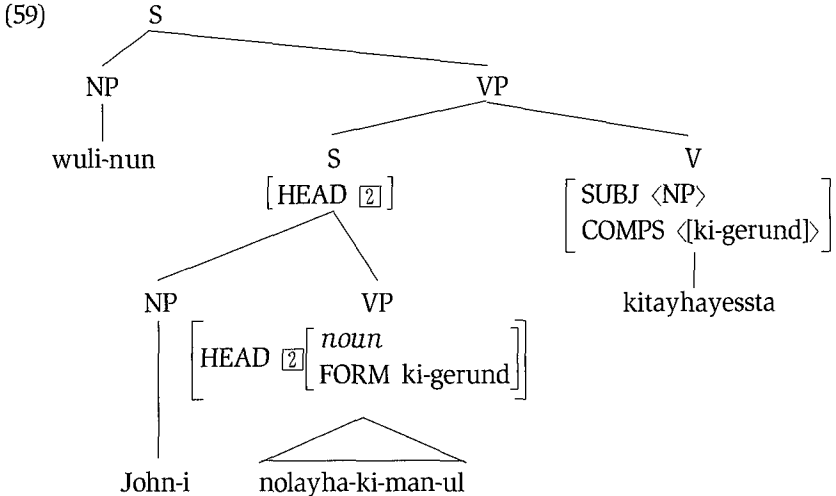 (59) S
NP VP
wuli-nun S V
[HEAD [2]] [SUBJ ⟨NP⟩
COMPS ⟨[ki-gerund]⟩]
NP VP kitayhayessta
[HEAD [2] [noun
FORM ki-gerund]]
John-i nolayha-ki-man-ul